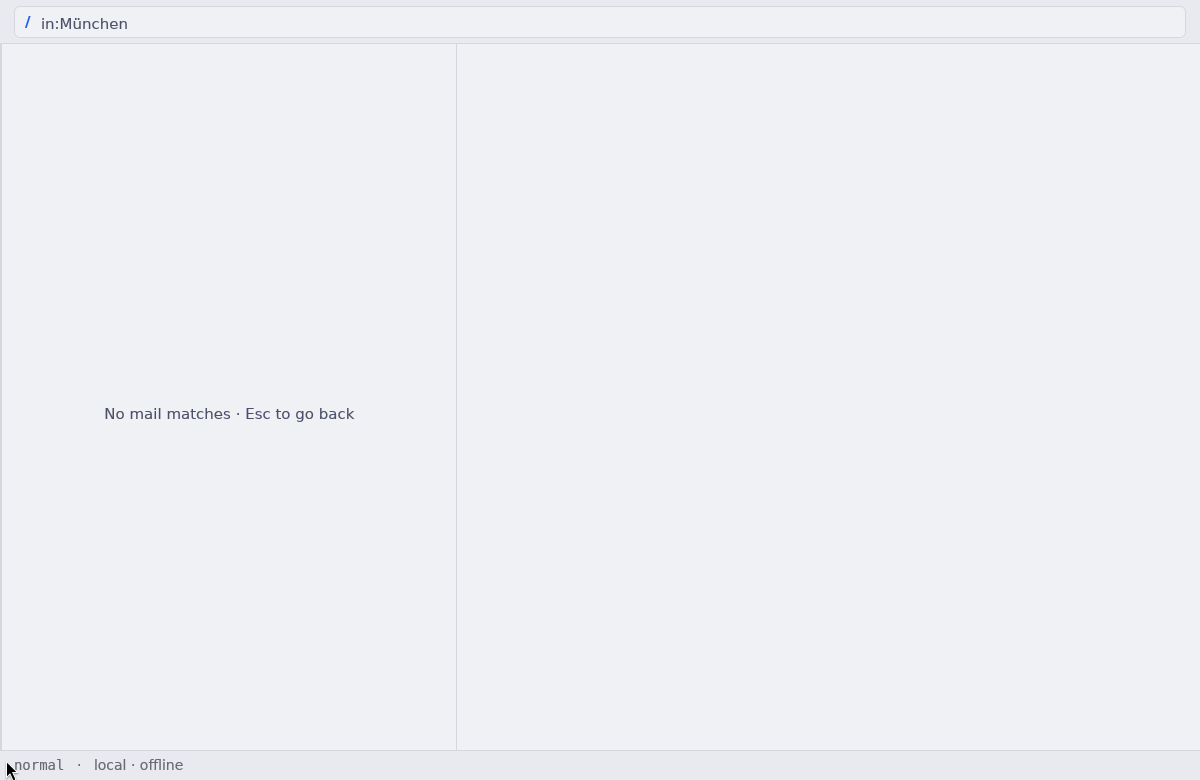 / in:München
No mail matches · Esc to go back
normal · local · offline